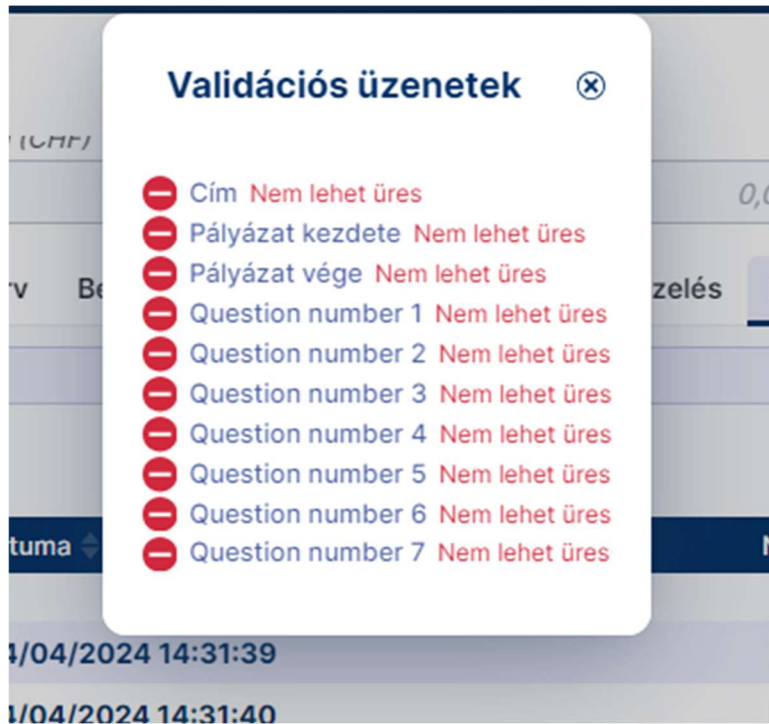 Validációs üzenetek
(CHF)
Cím Nem lehet üres
0,0
Pályázat kezdete Nem lehet üres
Pályázat vége Nem lehet üres
rv Be zelés
Question number 1 Nem lehet üres
Question number 2 Nem lehet üres
Question number 3 Nem lehet üres
Question number 4 Nem lehet üres
Question number 5 Nem lehet üres
Question number 6 Nem lehet üres
tuma
Question number 7 Nem lehet üres
4/04/2024 14:31:39
4/04/2024 14:31:40